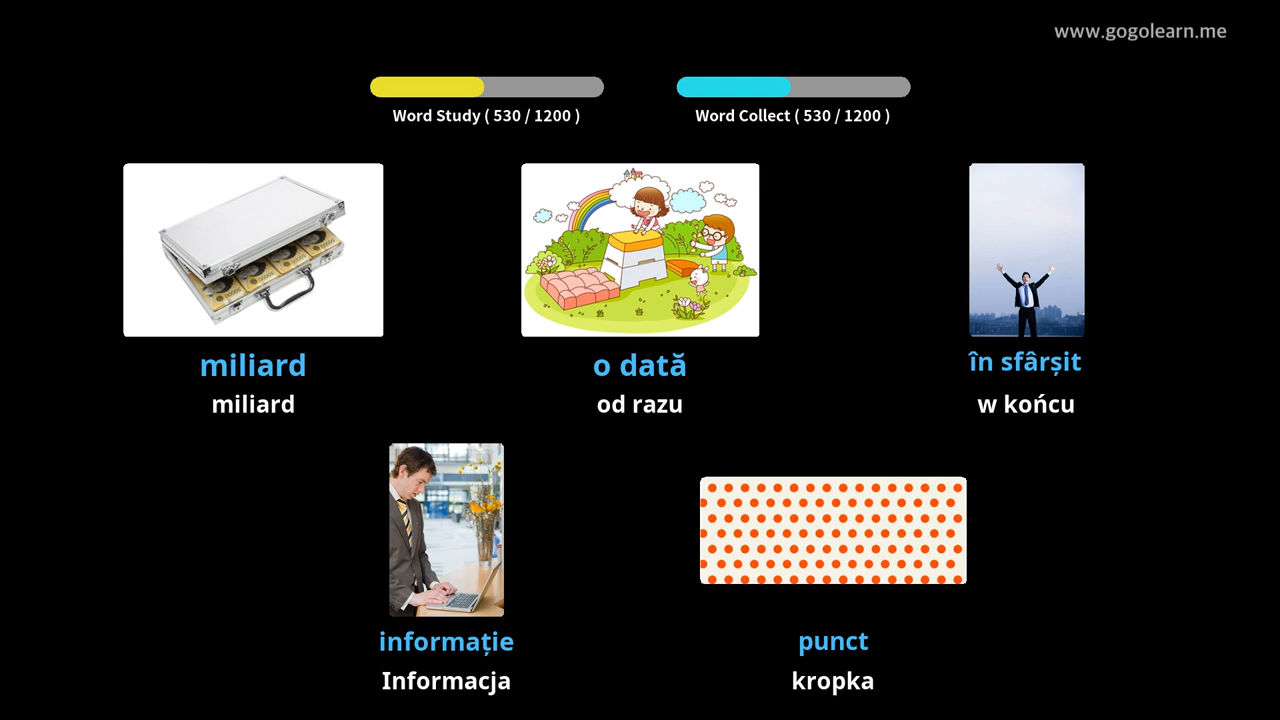 www.gogolearn.me
Word Study ( 530 / 1200 )
Word Collect ( 530 / 1200 )
miliard
miliard
o dată
od razu
în sfârșit
w końcu
informație
Informacja
punct
kropka